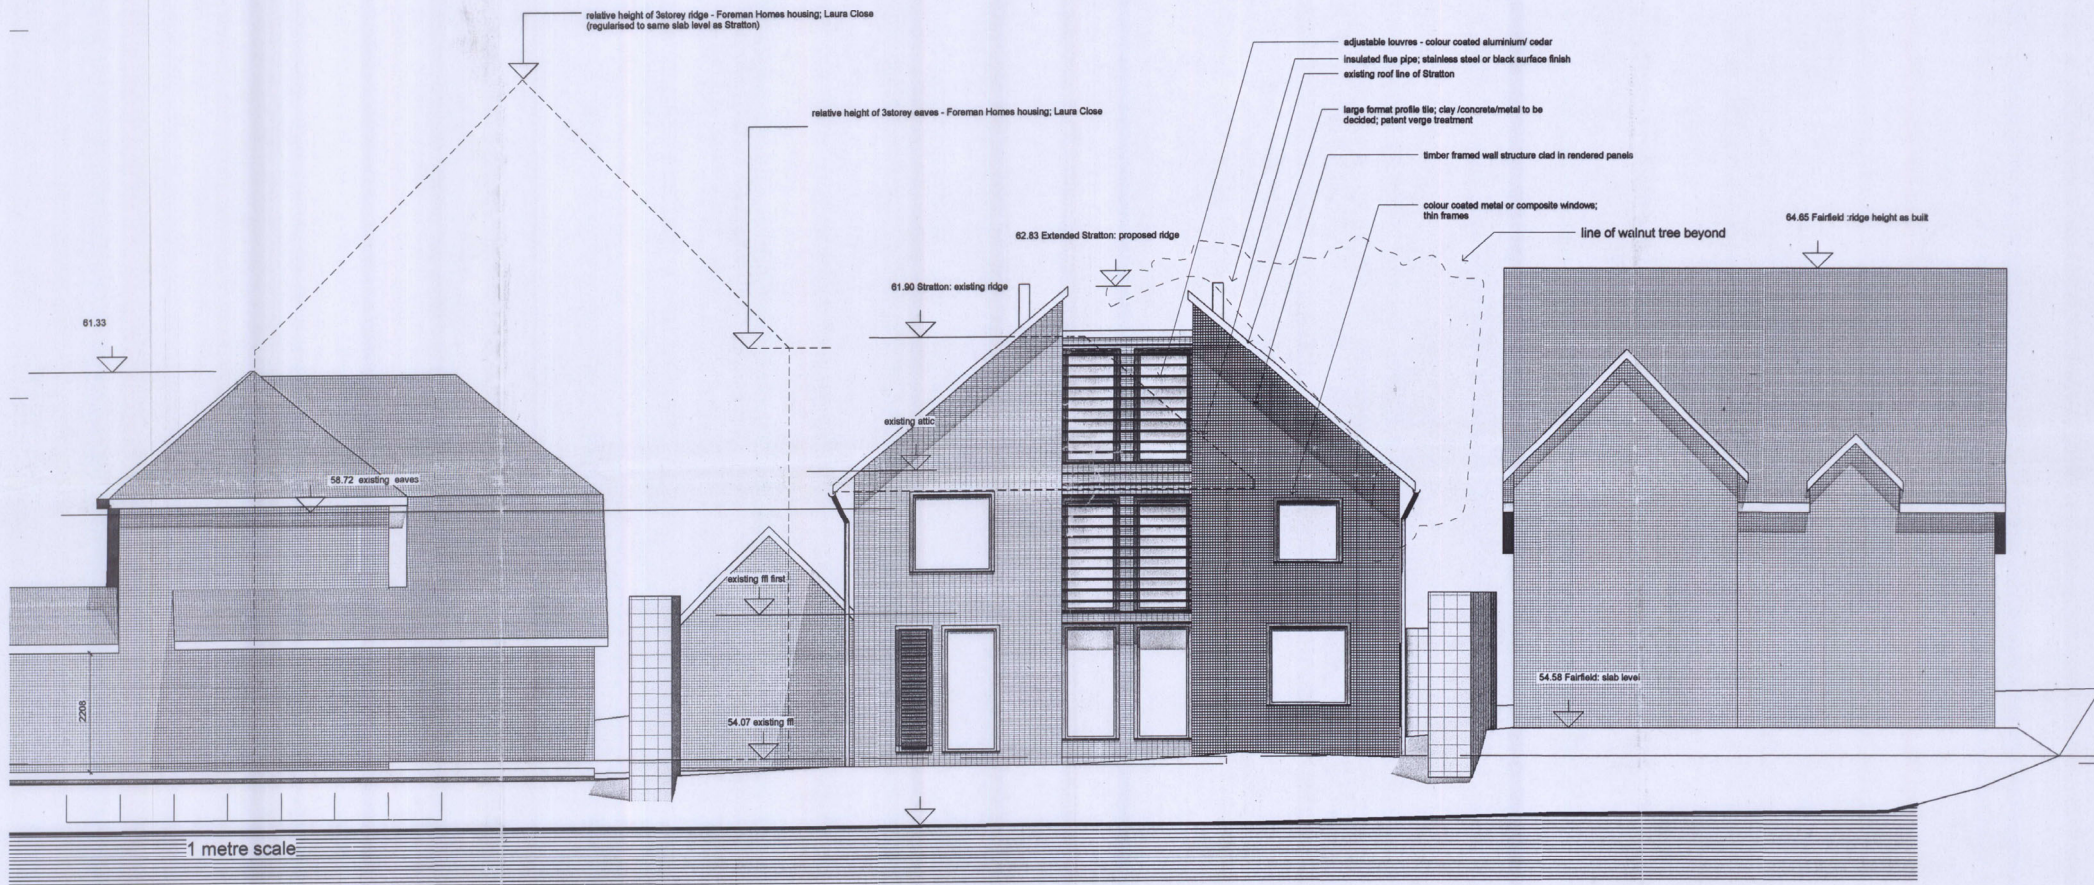 relative height of 3storey ridge - Foreman Homes housing; Laura Close
(regularised to same slab level as Stratton)
adjustable louvres - colour coated aluminium/ cedar
insulated flue pipe; stainless steel or black surface finish
existing roof line of Stratton
relative height of 3storey eaves - Foreman Homes housing; Laura Close
large format profile tile; clay /concrete/metal to be
decided; patent verge treatment
timber framed wall structure clad in rendered panels
colour coated metal or composite windows;
thin frames
64.65 Fairfield :ridge height as built
line of walnut tree beyond
62.83 Extended Stratton: proposed ridge
61.90 Stratton: existing ridge
61.33
existing attic
58.72 existing eaves
existing ffl first
54.58 Fairfield: slab level
2208
54.07 existing ffl
1 metre scale